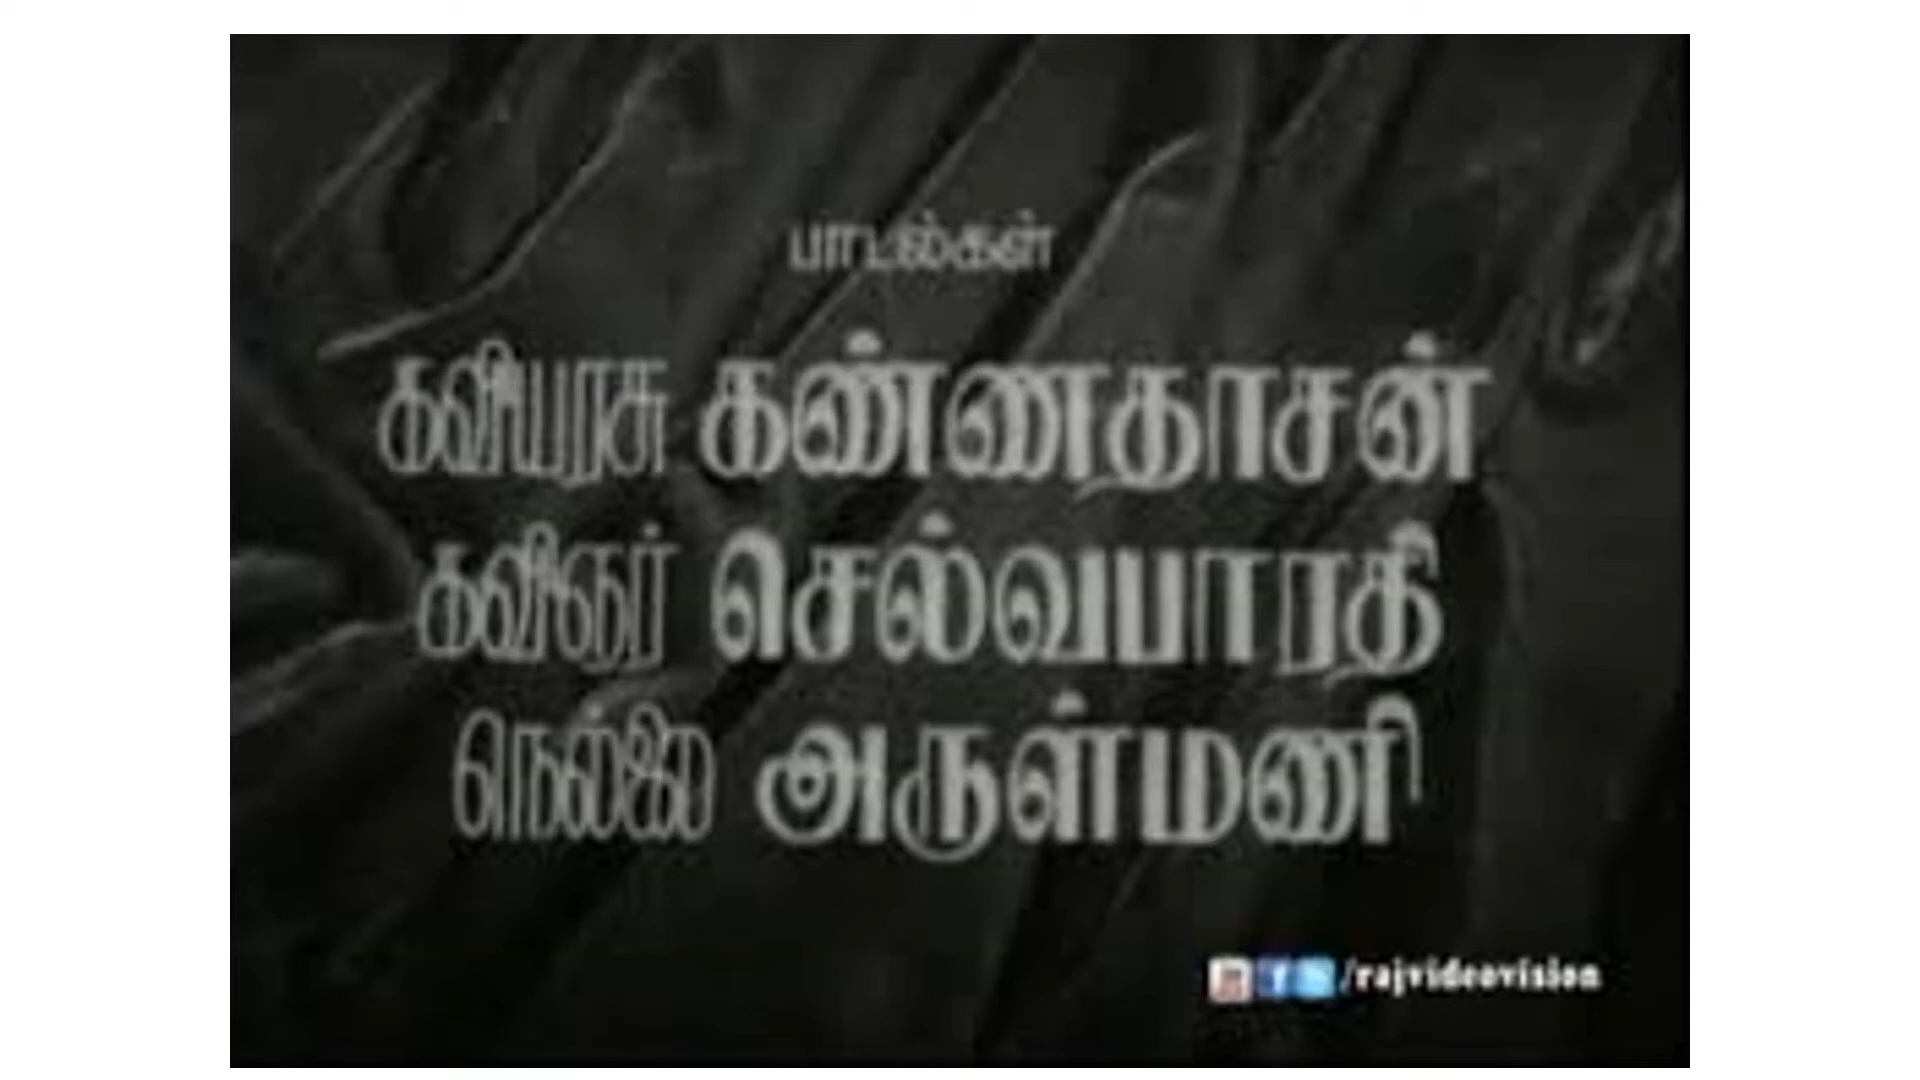 பாடல்கள்
கவியரசு கண்ணதாசன்
கவிஞர் செல்வபாரதி
நெல்லை அருள்மணி
/rajvideovision